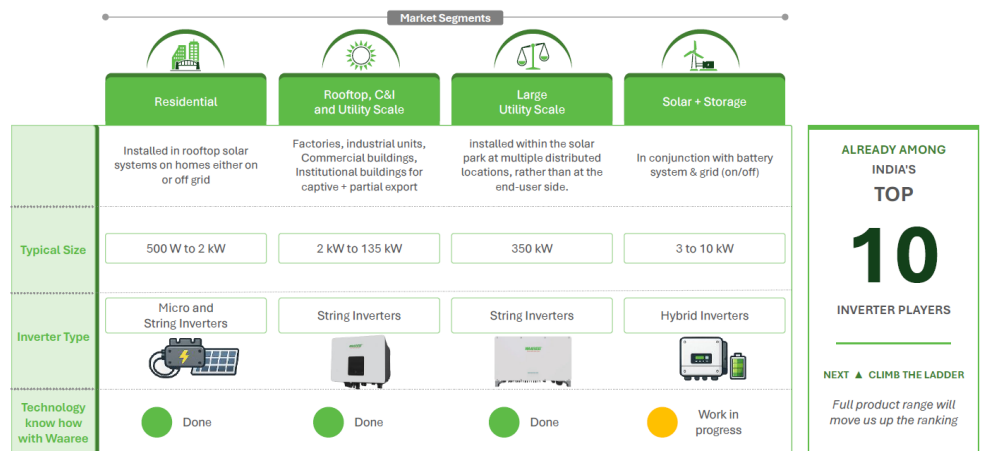 Market Segments
Residential
Rooftop, C&I
and Utility Scale
Large
Utility Scale
Solar + Storage
Installed in rooftop solar
systems on homes either on
or off grid
Factories, industrial units,
Commercial buildings,
Institutional buildings for
captive + partial export
installed within the solar
park at multiple distributed
locations, rather than at the
end-user side.
In conjunction with battery
system & grid (on/off)
Typical Size
500 W to 2 kW
2 kW to 135 kW
350 kW
3 to 10 kW
Inverter Type
Micro and
String Inverters
String Inverters
String Inverters
Hybrid Inverters
Technology
know how
with Waaree
Done
Done
Done
Work in
progress
ALREADY AMONG
INDIA'S
TOP
10
INVERTER PLAYERS
NEXT ▲ CLIMB THE LADDER
Full product range will
move us up the ranking